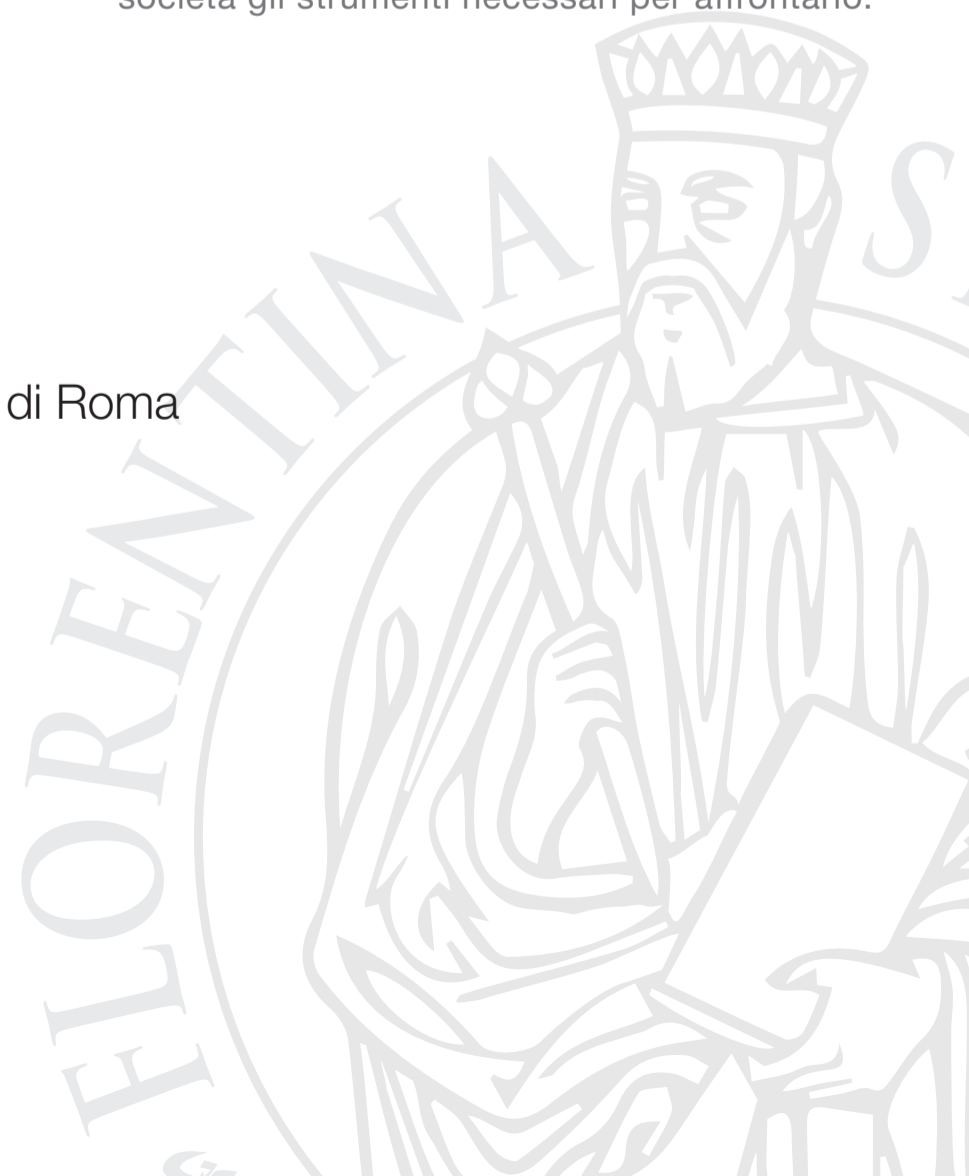 società gli strumenti necessari per affrontarlo.
di Roma
FLORENTINA S